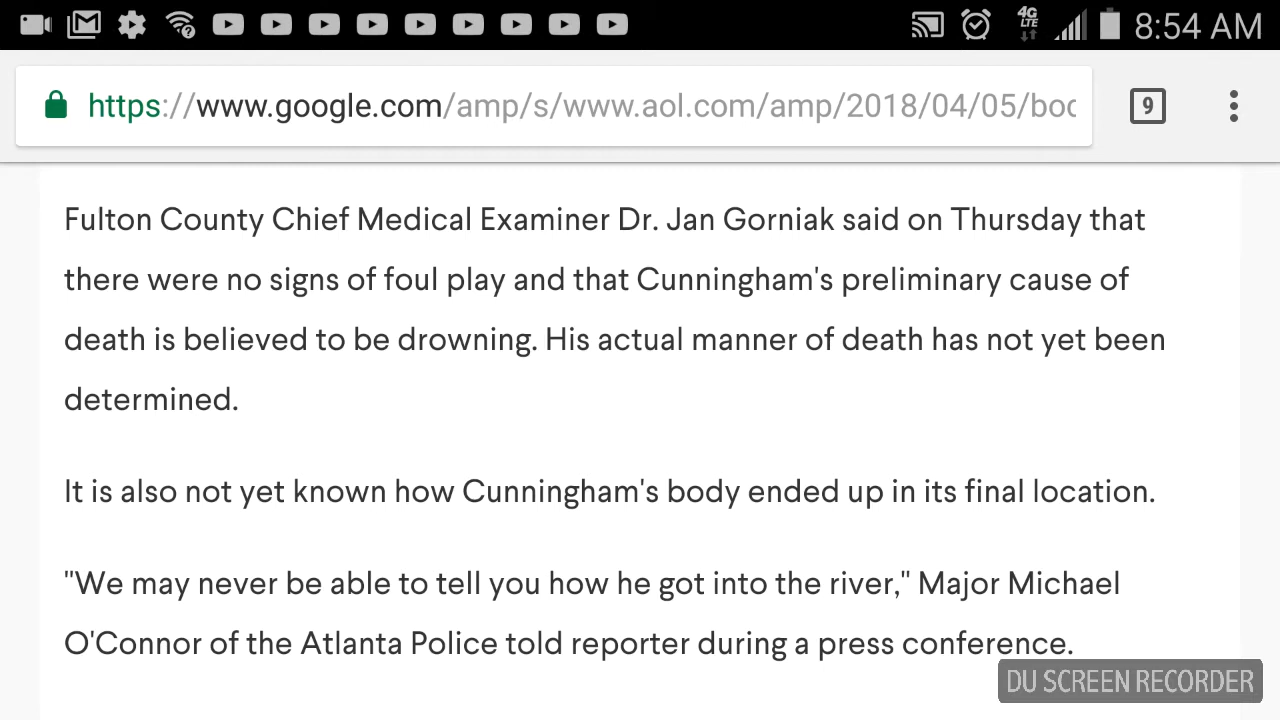 4G
LTE
8:54 AM
https://www.google.com/amp/s/www.aol.com/amp/2018/04/05/boc
9
Fulton County Chief Medical Examiner Dr. Jan Gorniak said on Thursday that
there were no signs of foul play and that Cunningham's preliminary cause of
death is believed to be drowning. His actual manner of death has not yet been
determined.
It is also not yet known how Cunningham's body ended up in its final location.
"We may never be able to tell you how he got into the river," Major Michael
O'Connor of the Atlanta Police told reporter during a press conference.
DU SCREEN RECORDER